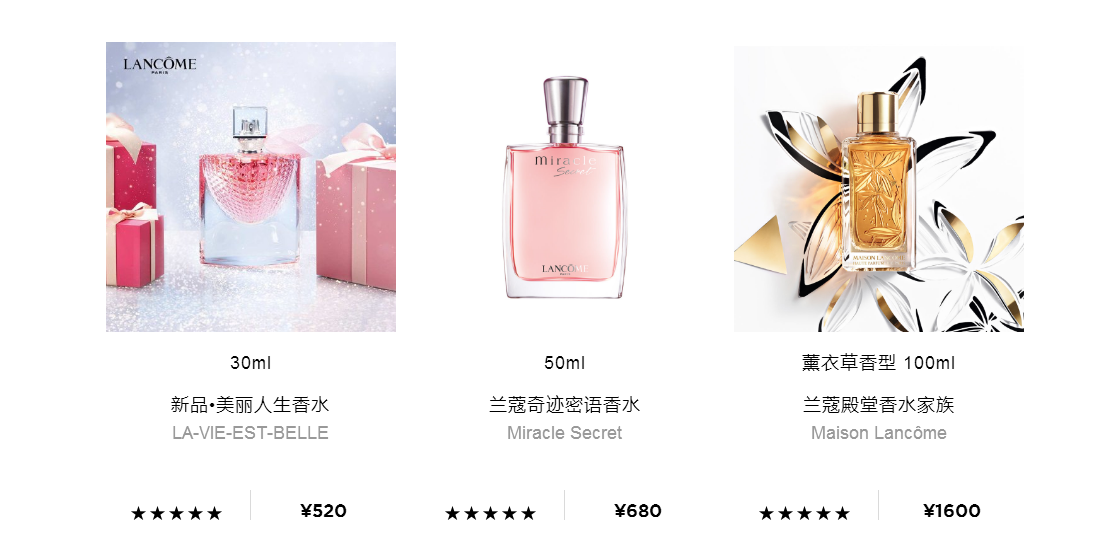 LANCÔME
PARIS
miracle
Secret
LANCÔME
PARIS
MAISON LANCÔME
30ml
50ml
薰衣草香型 100ml
新品•美丽人生香水
兰蔻奇迹密语香水
兰蔻殿堂香水家族
LA-VIE-EST-BELLE
Miracle Secret
Maison Lancôme
★★★★★
¥520
★★★★★
¥680
★★★★★
¥1600